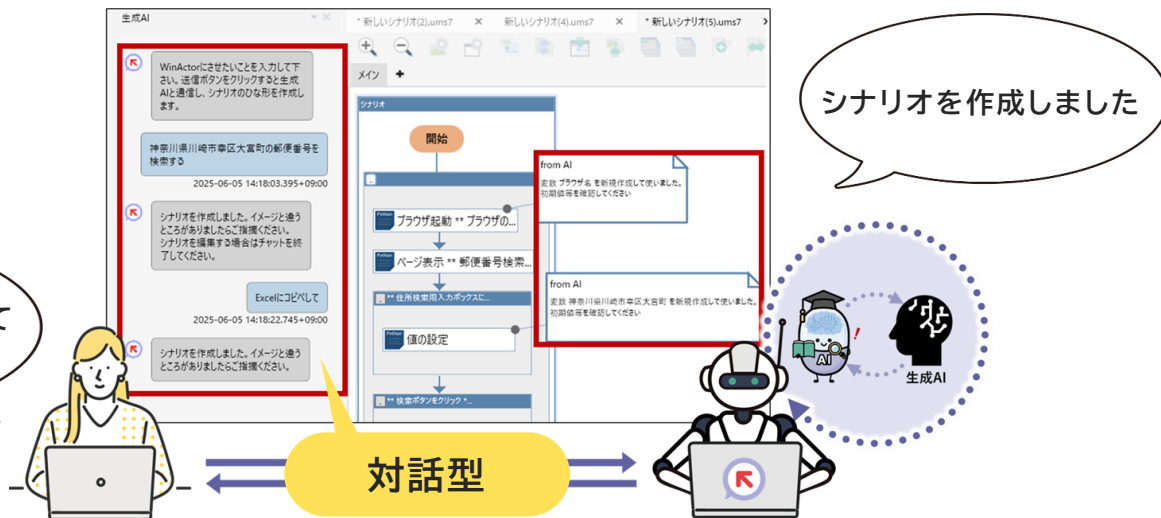 生成AI
* 新しいシナリオ(2).ums7
新しいシナリオ(4).ums7
* 新しいシナリオ(5).ums7
メイン
WinActorにさせたいことを入力して下
さい。送信ボタンをクリックすると生成
AIと通信し、シナリオのひな形を作成し
ます。
神奈川県川崎市幸区大宮町の郵便番号を
検索する
2025-06-05 14:18:03.395+09:00
シナリオを作成しました。イメージと違う
ところがありましたらご指摘ください。
シナリオを編集する場合はチャットを終
了してください。
Excelにコピペして
2025-06-05 14:18:22.745+09:00
シナリオを作成しました。イメージと違う
ところがありましたらご指摘ください。
シナリオ
開始
Python
ブラウザ起動 ** ブラウザの...
Python
ページ表示 ** 郵便番号検索...
** 住所検索用入力ボックスに...
Python
値の設定
** 検索ボタンをクリック *...
from AI
変数 ブラウザ名 を新規作成して使いました。
初期値等を確認してください
from AI
変数 神奈川県川崎市幸区大宮町 を新規作成して使いました。
初期値等を確認してください
シナリオを作成しました
て
AI
生成AI
対話型